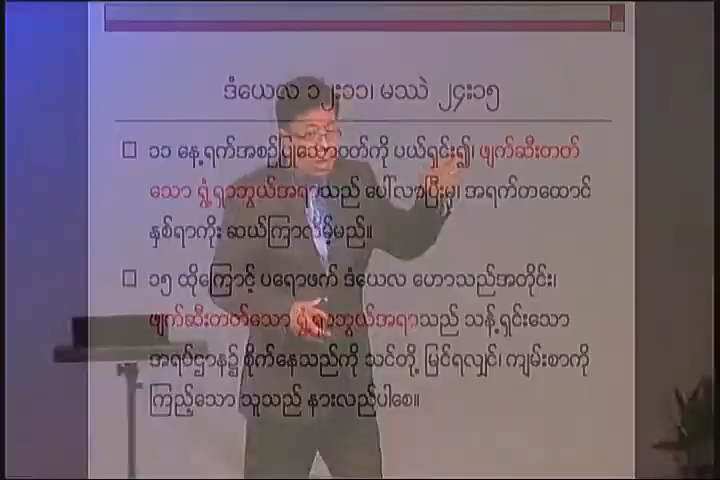 ဒံယေလ ၁၂း၁၁၊ မဿဲ ၂၄း၁၅
၁၁ နေ့ရက်အစဉ်ပြုသောဝတ်ကို ပယ်ရှင်း၍၊ ဖျက်ဆီးတတ်
သော ရွံ့ရှာဘွယ်အရာသည် ပေါ်လာပြီးမှ၊ အရက်တထောင်
နှစ်ရာကိုး ဆယ်ကြာလိမ့်မည်။
၁၅ ထိုကြောင့် ပရောဖက် ဒံယေလ ဟောသည်အတိုင်း၊
ဖျက်ဆီးတတ်သော ရွံ့ရှာဘွယ်အရာသည် သန့်ရှင်းသော
အရပ်ဌာန၌ စိုက်နေသည်ကို သင်တို့ မြင်ရလျှင်၊ ကျမ်းစာကို
ကြည့်သော သူသည် နားလည်ပါစေ။